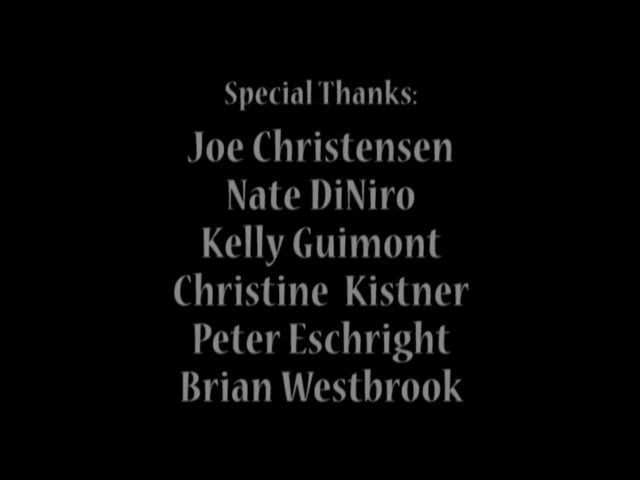 Special Thanks:
Joe Christensen
Nate DiNiro
Kelly Guimont
Christine Kistner
Peter Eschright
Brian Westbrook